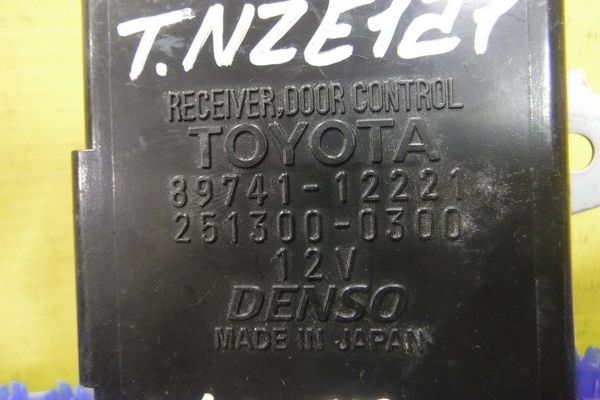 T.NZE121
RECEIVER,DOOR CONTROL
TOYOTA
89741-12221
251300-0300
12V
DENSO
MADE IN JAPAN